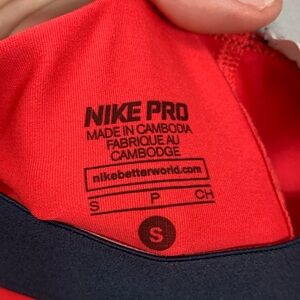 NIKE PRO
MADE IN CAMBODIA
FABRIQUE AU
CAMBODGE
nikebetterworld.com
S P CH
S